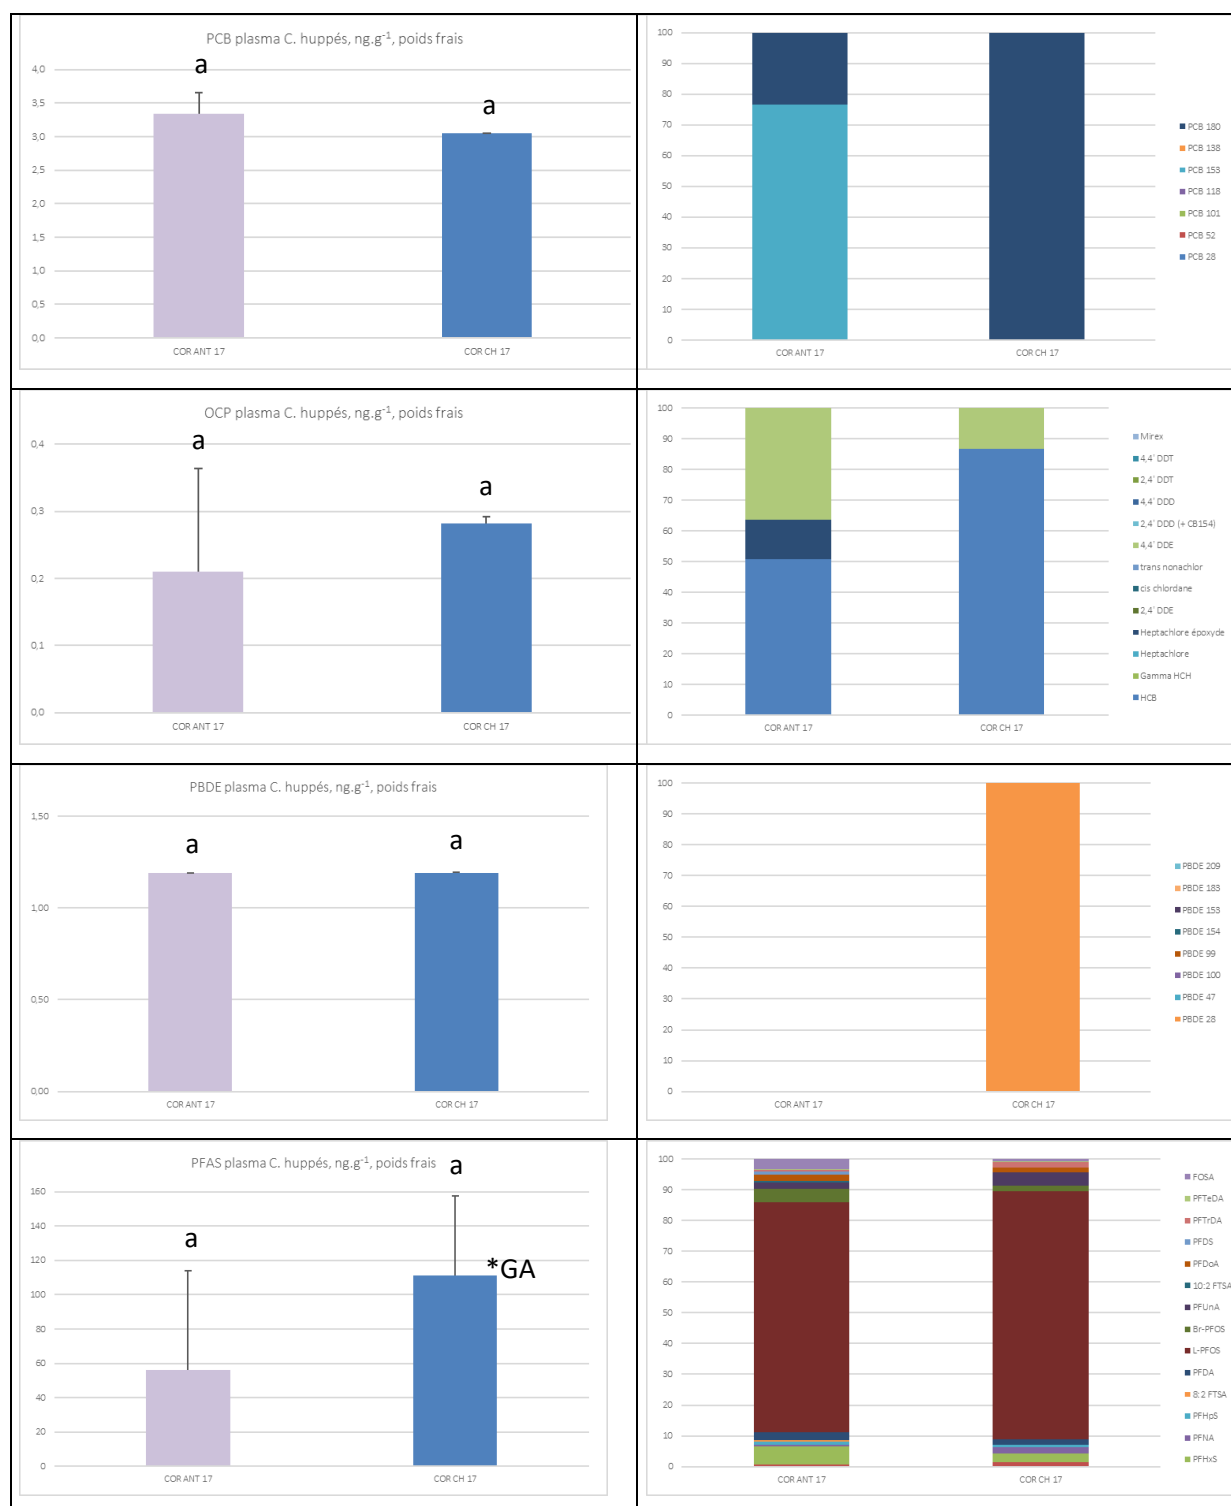 PCB plasma C. huppés, ng.g⁻¹, poids frais
4,0
3,5
3,0
2,5
2,0
1,5
1,0
0,5
0,0
a
a
COR ANT 17
COR CH 17
100
90
80
70
60
50
40
30
20
10
0
COR ANT 17
COR CH 17
PCB 180
PCB 138
PCB 153
PCB 118
PCB 101
PCB 52
PCB 28
OCP plasma C. huppés, ng.g⁻¹, poids frais
0,4
0,3
0,2
0,1
0,0
a
a
COR ANT 17
COR CH 17
100
90
80
70
60
50
40
30
20
10
0
COR ANT 17
COR CH 17
Mirex
4,4' DDT
2,4' DDT
4,4' DDD
2,4' DDD (+ CB154)
4,4' DDE
trans nonachlor
cis chlordane
2,4' DDE
Heptachlore époxyde
Heptachlore
Gamma HCH
HCB
PBDE plasma C. huppés, ng.g⁻¹, poids frais
1,50
1,00
0,50
0,00
a
a
COR ANT 17
COR CH 17
100
90
80
70
60
50
40
30
20
10
0
COR ANT 17
COR CH 17
PBDE 209
PBDE 183
PBDE 153
PBDE 154
PBDE 99
PBDE 100
PBDE 47
PBDE 28
PFAS plasma C. huppés, ng.g⁻¹, poids frais
160
140
120
100
80
60
40
20
0
a
a
*GA
COR ANT 17
COR CH 17
100
90
80
70
60
50
40
30
20
10
0
COR ANT 17
COR CH 17
FOSA
PFTeDA
PFTrDA
PFDS
PFDoA
10:2 FTSA
PFUnA
Br-PFOS
L-PFOS
PFDA
8:2 FTSA
PFHpS
PFNA
PFHxS